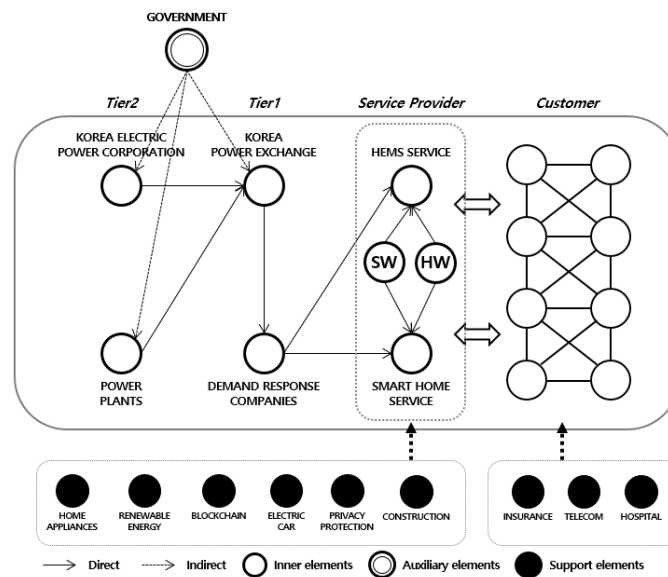 GOVERNMENT
Tier2
Tier1
Service Provider
Customer
KOREA ELECTRIC
POWER CORPORATION
KOREA
POWER EXCHANGE
HEMS SERVICE
SW
HW
POWER
PLANTS
DEMAND RESPONSE
COMPANIES
SMART HOME
SERVICE
HOME
APPLIANCES
RENEWABLE
ENERGY
BLOCKCHAIN
ELECTRIC
CAR
PRIVACY
PROTECTION
CONSTRUCTION
INSURANCE
TELECOM
HOSPITAL
Direct
Indirect
Inner elements
Auxiliary elements
Support elements